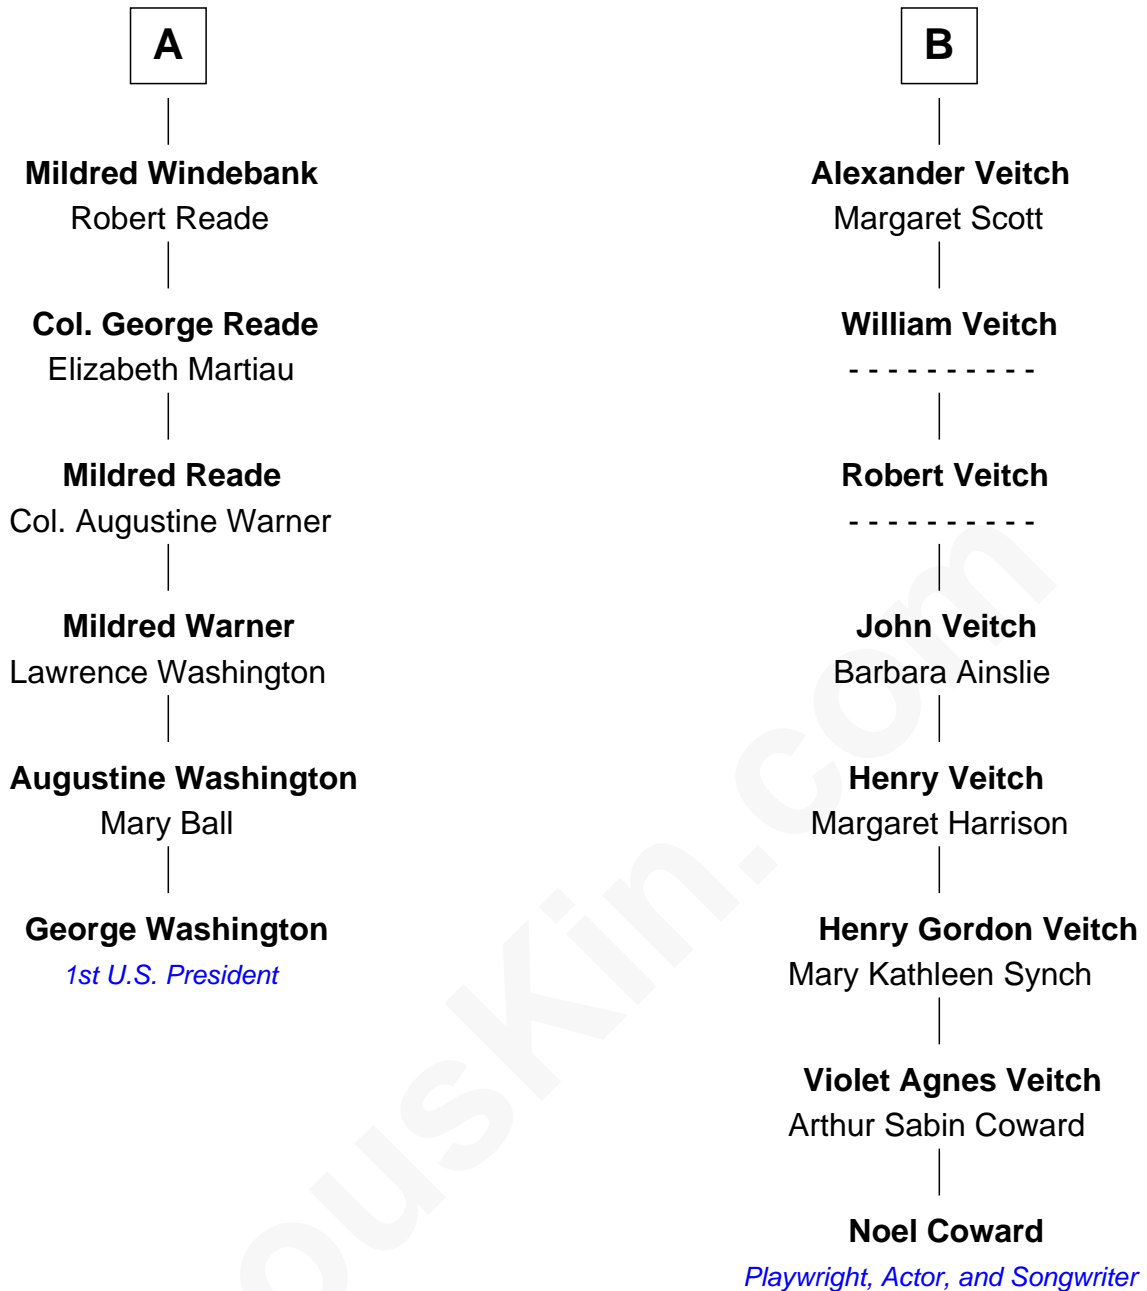 A
Mildred Windebank
Robert Reade
Col. George Reade
Elizabeth Martiau
Mildred Reade
Col. Augustine Warner
Mildred Warner
Lawrence Washington
Augustine Washington
Mary Ball
George Washington
1st U.S. President
B
Alexander Veitch
Margaret Scott
William Veitch
- - - - - - - - - -
Robert Veitch
- - - - - - - - - -
John Veitch
Barbara Ainslie
Henry Veitch
Margaret Harrison
Henry Gordon Veitch
Mary Kathleen Synch
Violet Agnes Veitch
Arthur Sabin Coward
Noel Coward
Playwright, Actor, and Songwriter
ousKin.com